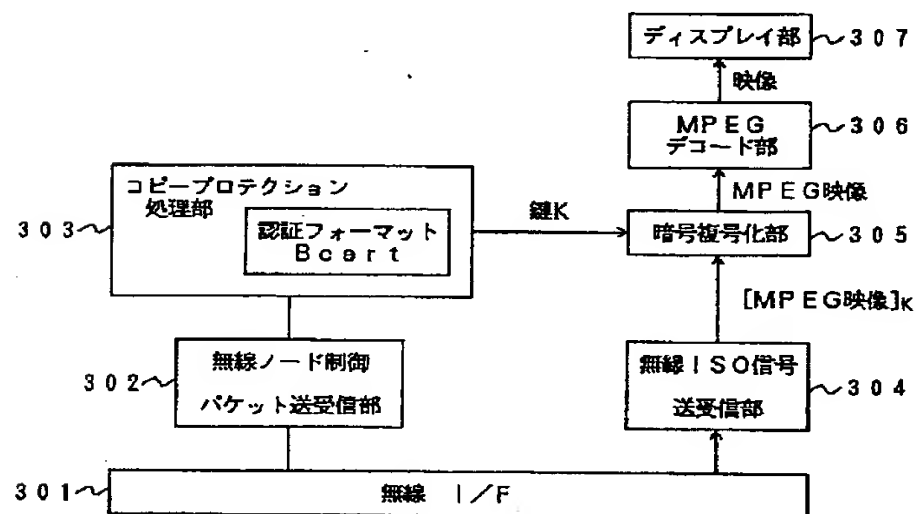 ディスプレイ部 307
映像
MPEG
デコード部 306
MPEG映像
コピープロテクション
処理部
303
認証フォーマット
Bcert
鍵K
暗号複号化部 305
[MPEG映像]K
無線ノード制御
パケット送受信部
302
無線ISO信号
送受信部
304
301 無線 I/F